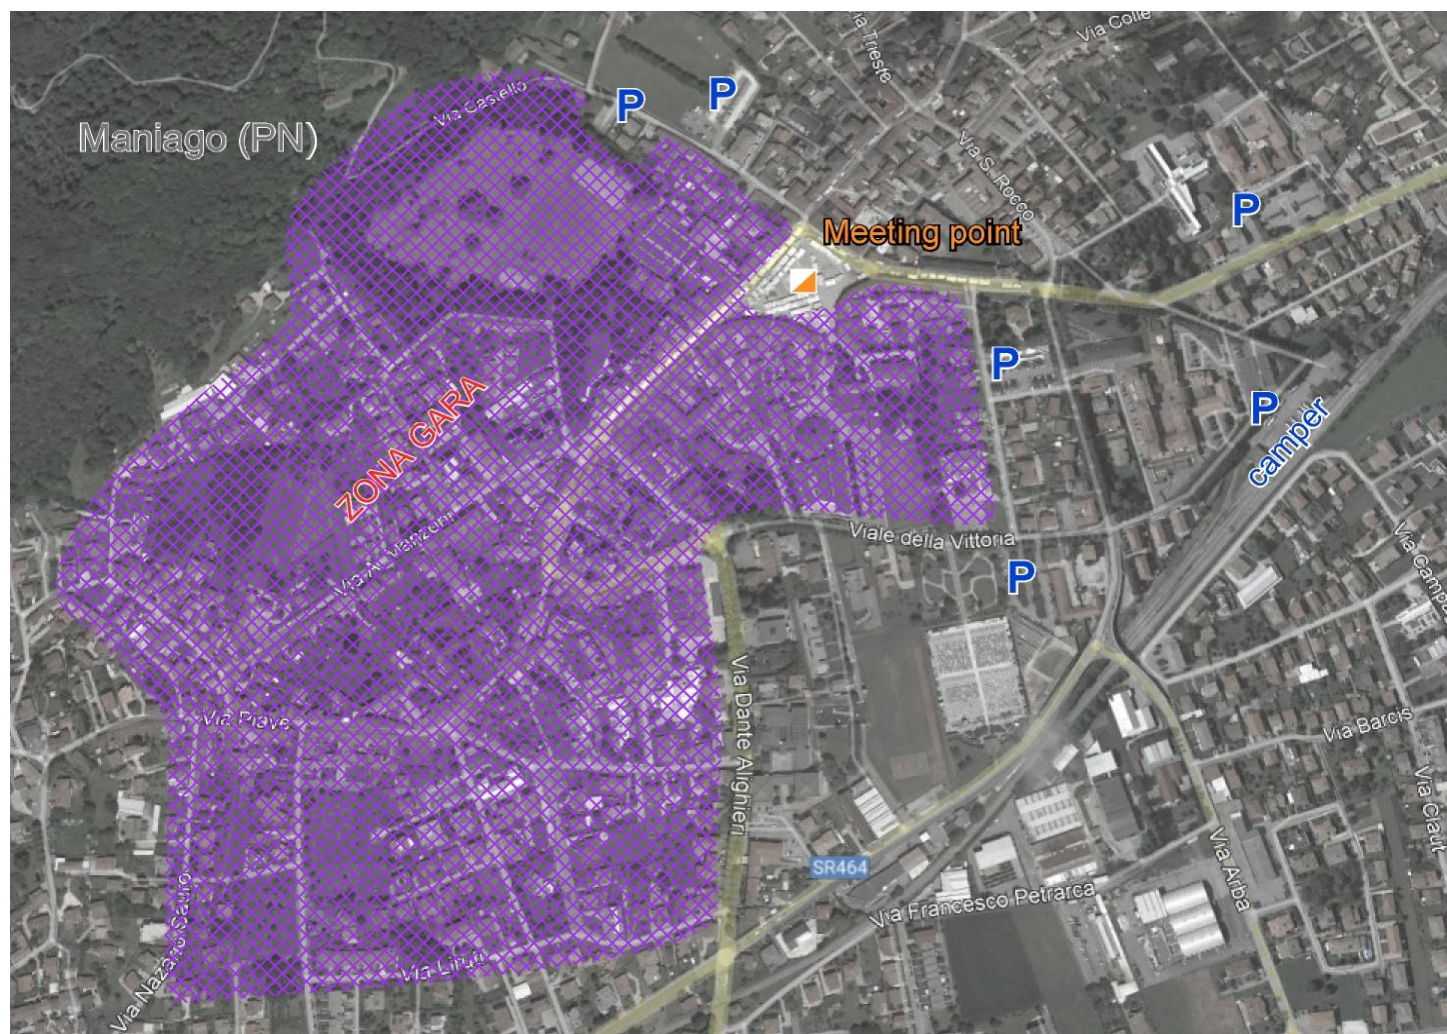 Via Colle
Via Trieste
Via Castello
P
P
Maniago (PN)
Via S. Rocco
P
Meeting point
P
ZONA GARA
P
camper
Via A. Manzoni
Viale della Vittoria
P
Via Piave
Via Dante Alighieri
Via Barcis
Via Claut
SR464
Via Arba
Via Francesco Petrarca
Via Nazario Sauro
Via Liruti